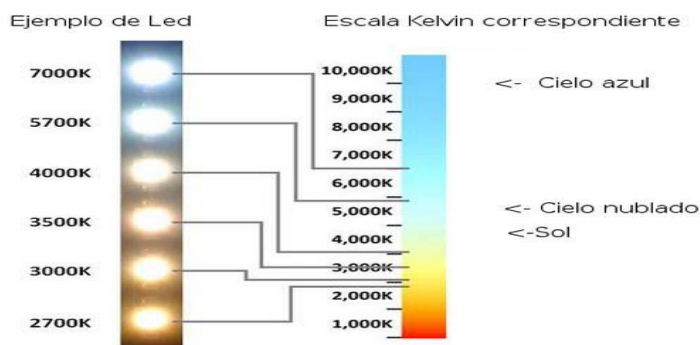 Ejemplo de Led
Escala Kelvin correspondiente
7000K
5700K
4000K
3500K
3000K
2700K
10,000K
9,000K
8,000K
7,000K
6,000K
5,000K
4,000K
3,000K
2,000K
1,000K
<- Cielo azul
<- Cielo nublado
<-Sol